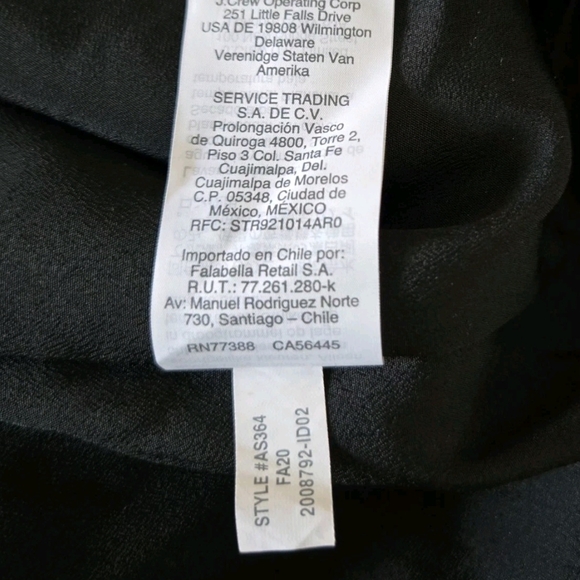 J.Crew Operating Corp
251 Little Falls Drive
USA DE 19808 Wilmington
Delaware
Verenidge Staten Van
Amerika
SERVICE TRADING
S.A. DE C.V.
Prolongación Vasco
de Quiroga 4800, Torre 2,
Piso 3 Col. Santa Fe
Cuajimalpa, Del.
Cuajimalpa de Morelos
C.P. 05348, Ciudad de
México, MÉXICO
RFC: STR921014AR0
Importado en Chile por:
Falabella Retail S.A.
R.U.T.: 77.261.280-k
Av: Manuel Rodriguez Norte
730, Santiago – Chile
RN77388 CA56445
STYLE #AS364
FA20
2008792-ID02